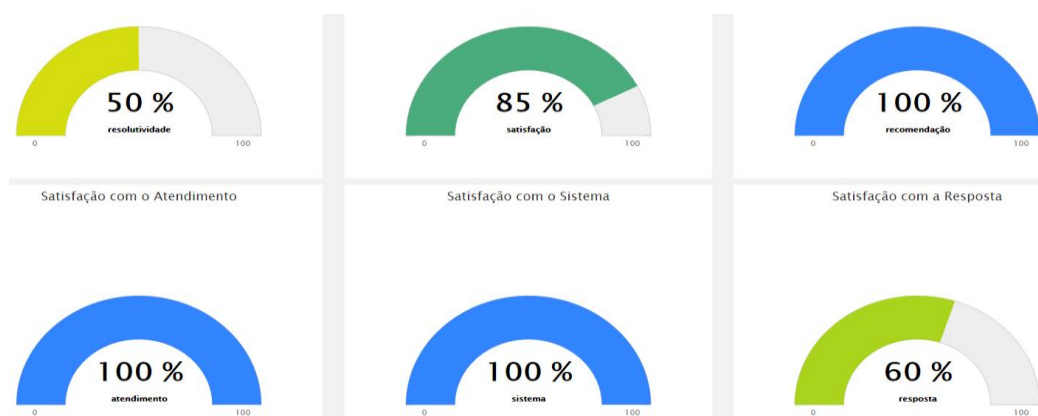 50 %
resolutividade
0 100
85 %
satisfação
0 100
100 %
recomendação
0 100
Satisfação com o Atendimento
100 %
atendimento
0 100
Satisfação com o Sistema
100 %
sistema
0 100
Satisfação com a Resposta
60 %
resposta
0 100